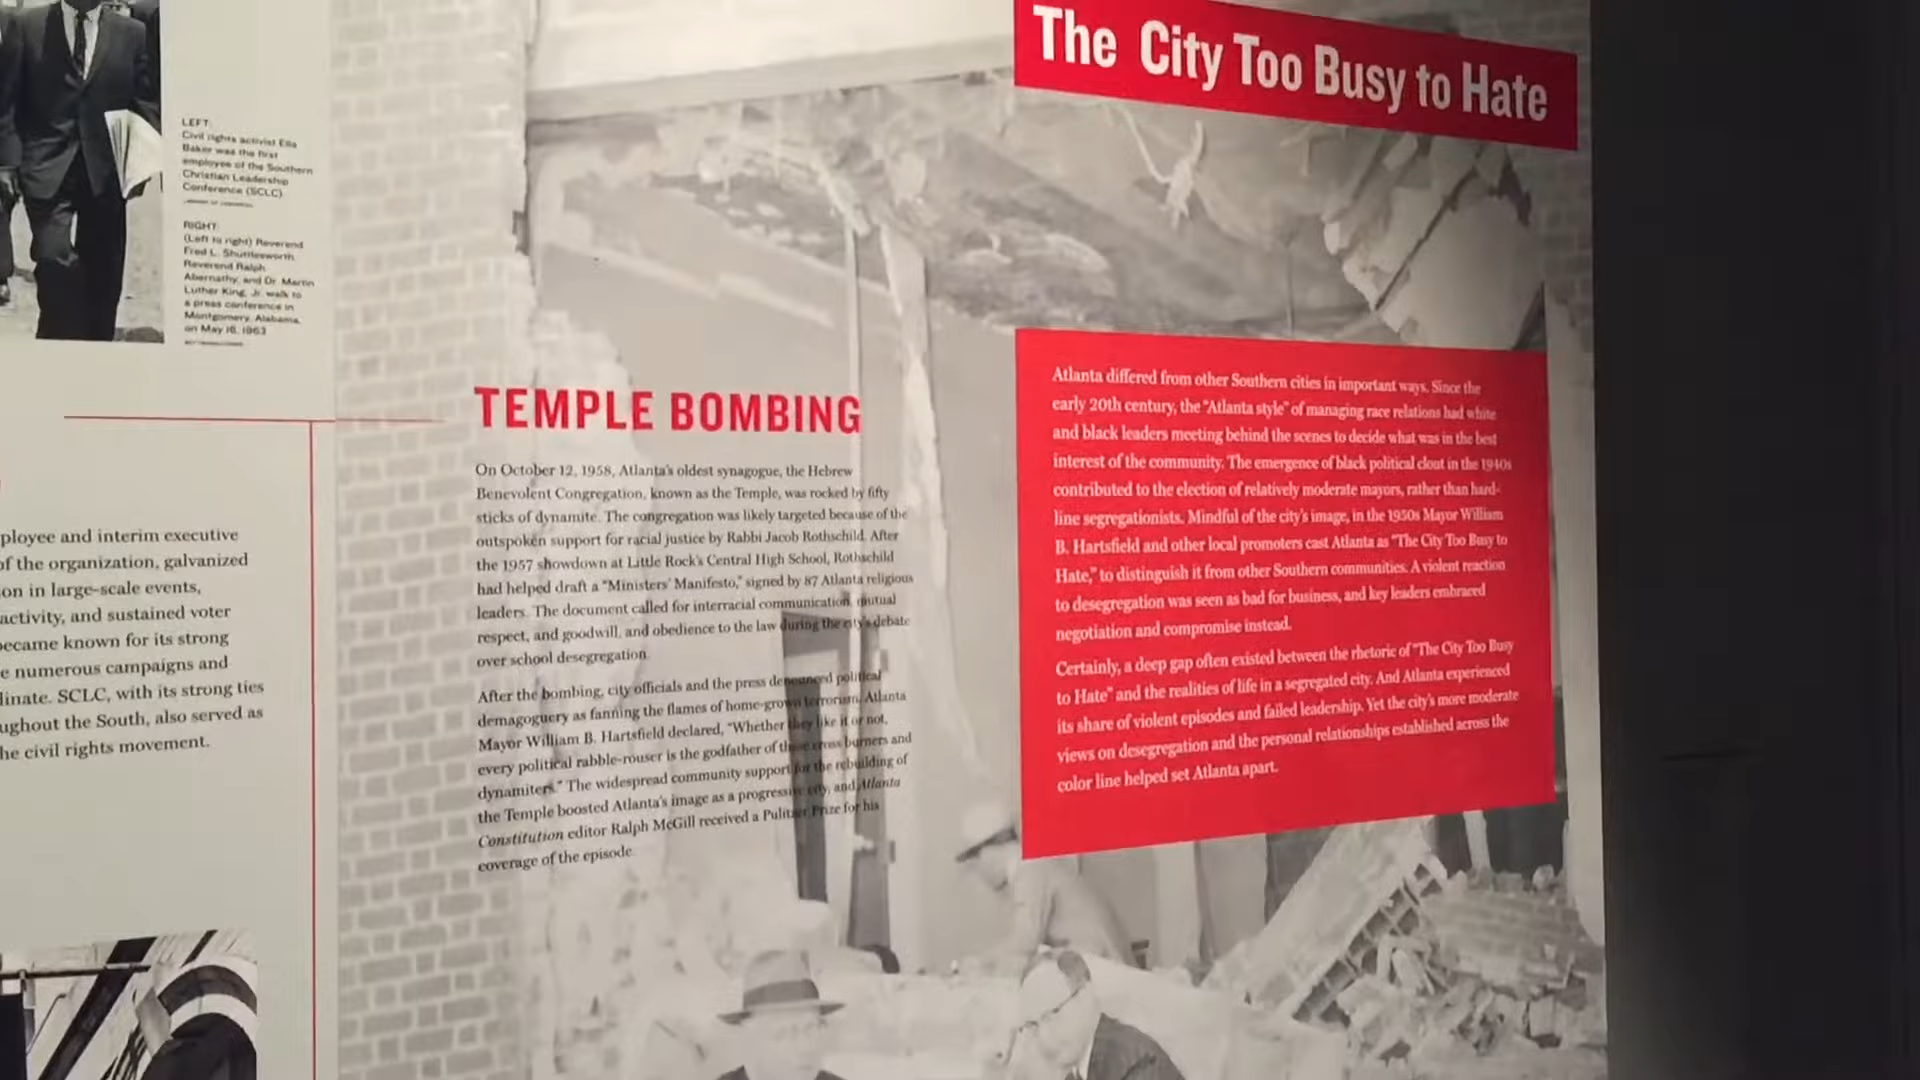 The City Too Busy to Hate
LEFT:
Civil rights activist Ella
Baker was the first
employee of the Southern
Christian Leadership
Conference (SCLC)
RIGHT:
(Left to right) Reverend
Fred L. Shuttlesworth,
Reverend Ralph
Abernathy, and Dr. Martin
Luther King, Jr. walk to
a press conference in
Montgomery, Alabama,
on May 16, 1963
ployee and interim executive
of the organization, galvanized
on in large-scale events,
activity, and sustained voter
became known for its strong
e numerous campaigns and
linate. SCLC, with its strong ties
ughout the South, also served as
he civil rights movement.
TEMPLE BOMBING
On October 12, 1958, Atlanta's oldest synagogue, the Hebrew
Benevolent Congregation, known as the Temple, was rocked by fifty
sticks of dynamite. The congregation was likely targeted because of the
outspoken support for racial justice by Rabbi Jacob Rothschild. After
the 1957 showdown at Little Rock's Central High School, Rothschild
had helped draft a "Ministers' Manifesto," signed by 87 Atlanta religious
leaders. The document called for interracial communication, mutual
respect, and goodwill, and obedience to the law during the city's debate
over school desegregation.
After the bombing, city officials and the press denounced political
demagoguery as fanning the flames of home-grown terrorism. Atlanta
Mayor William B. Hartsfield declared, "Whether they like it or not,
every political rabble-rouser is the godfather of these cross burners and
dynamiters." The widespread community support for the rebuilding of
the Temple boosted Atlanta's image as a progressive city, and Atlanta
Constitution editor Ralph McGill received a Pulitzer Prize for his
coverage of the episode.
Atlanta differed from other Southern cities in important ways. Since the
early 20th century, the "Atlanta style" of managing race relations had white
and black leaders meeting behind the scenes to decide what was in the best
interest of the community. The emergence of black political clout in the 1940s
contributed to the election of relatively moderate mayors, rather than hard-
line segregationists. Mindful of the city's image, in the 1950s Mayor William
B. Hartsfield and other local promoters cast Atlanta as "The City Too Busy to
Hate," to distinguish it from other Southern communities. A violent reaction
to desegregation was seen as bad for business, and key leaders embraced
negotiation and compromise instead.
Certainly, a deep gap often existed between the rhetoric of "The City Too Busy
to Hate" and the realities of life in a segregated city. And Atlanta experienced
its share of violent episodes and failed leadership. Yet the city's more moderate
views on desegregation and the personal relationships established across the
color line helped set Atlanta apart.